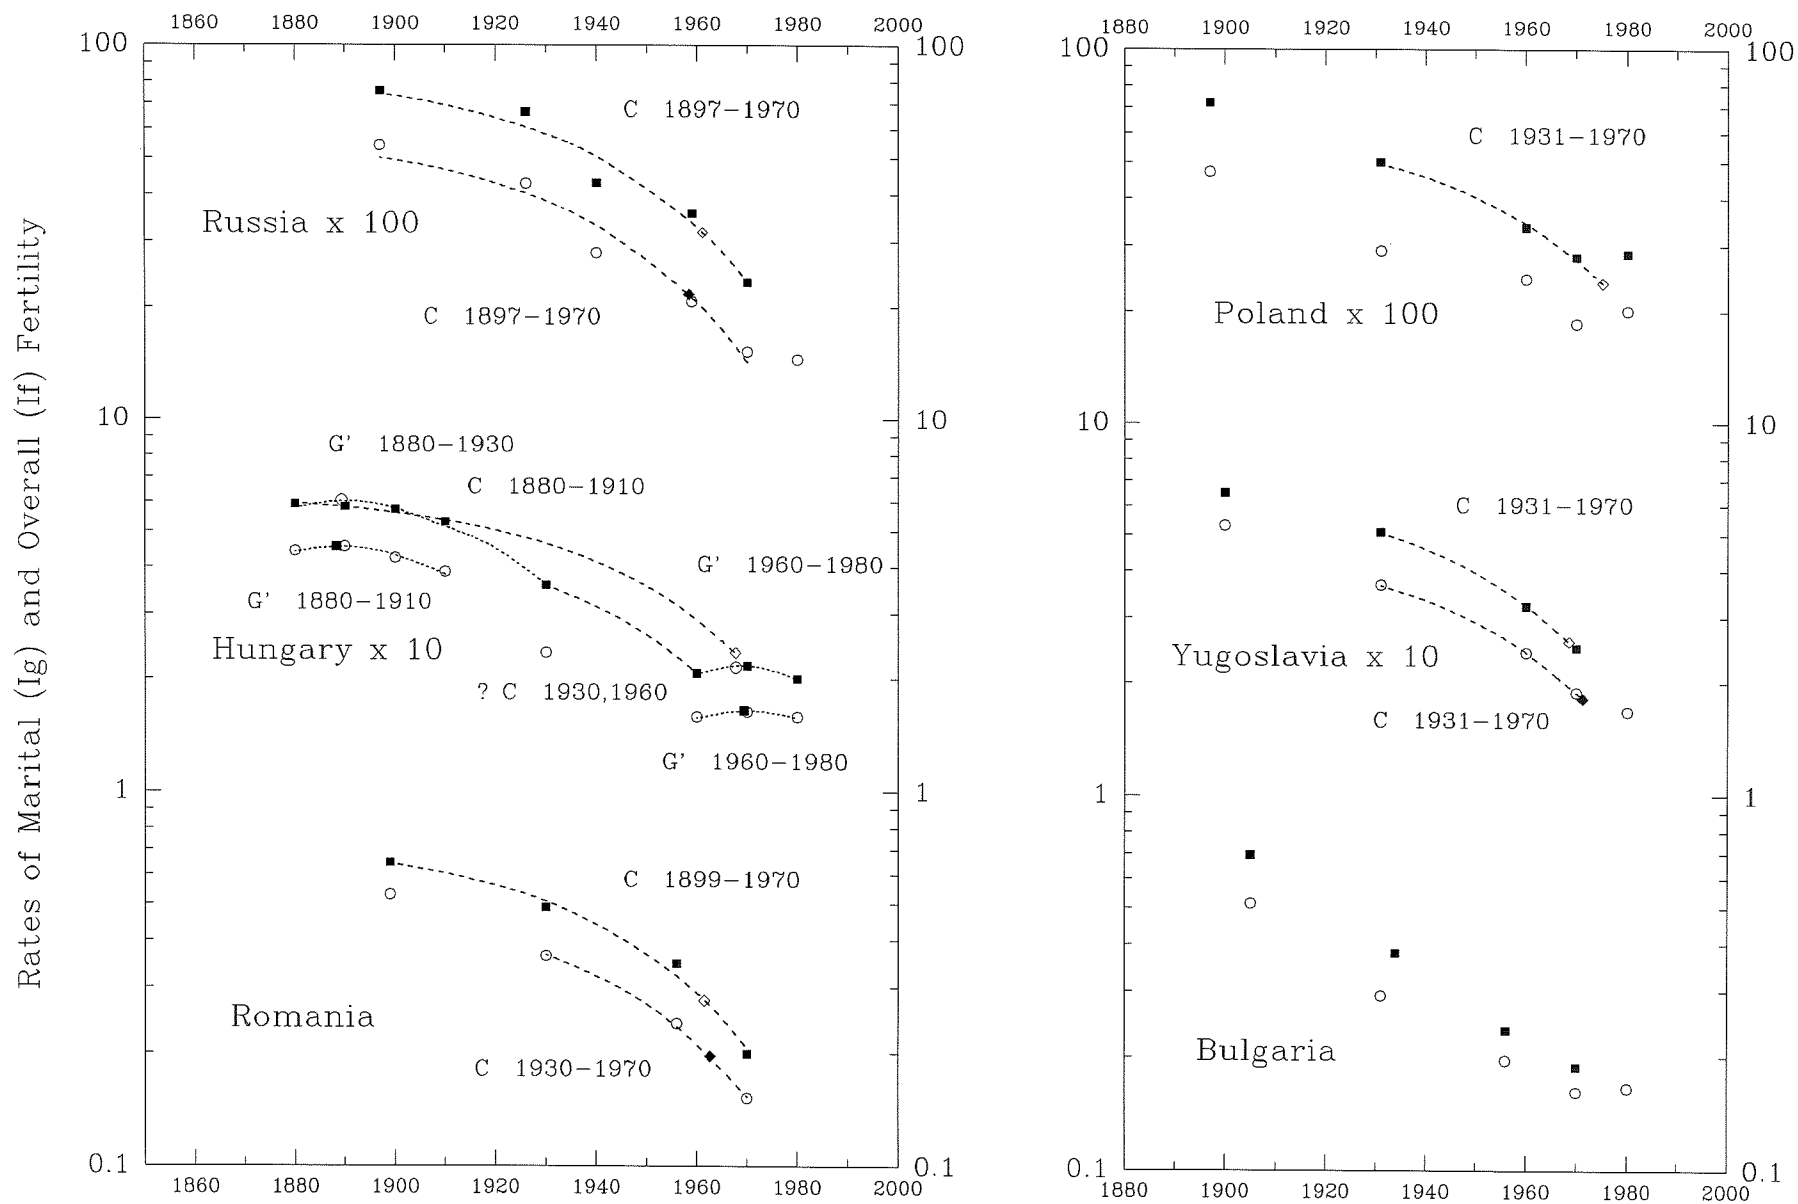 Rates of Marital (Ig) and Overall (If) Fertility
1860 1880 1900 1920 1940 1960 1980 2000
100 100
C 1897−1970
Russia x 100
C 1897−1970
10 10
G' 1880−1930
C 1880−1910
G' 1960−1980
G' 1880−1910
Hungary x 10
? C 1930,1960
G' 1960−1980
1 1
C 1899−1970
Romania
C 1930−1970
0.1 0.1
1860 1880 1900 1920 1940 1960 1980 2000
1880 1900 1920 1940 1960 1980 2000
100 100
C 1931−1970
Poland x 100
10 10
C 1931−1970
Yugoslavia x 10
C 1931−1970
1 1
Bulgaria
0.1 0.1
1880 1900 1920 1940 1960 1980 2000